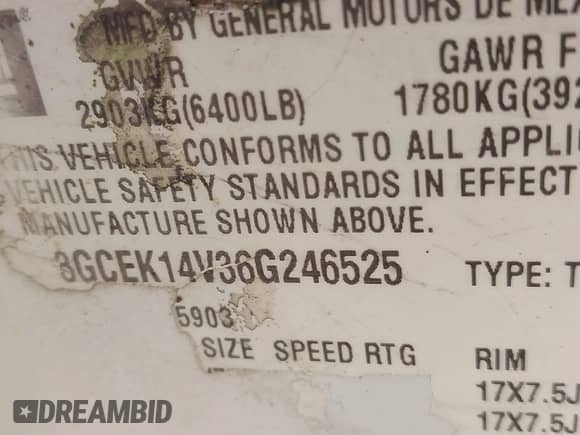 MFD BY GENERAL MOTORS DE MEX
GVWR GAWR F
2903KG(6400LB) 1780KG(392
THIS VEHICLE CONFORMS TO ALL APPLI
VEHICLE SAFETY STANDARDS IN EFFECT
MANUFACTURE SHOWN ABOVE.
3GCEK14V36G246525 TYPE: T
5903
SIZE SPEED RTG RIM
17X7.5J
17X7.5J
DREAMBID